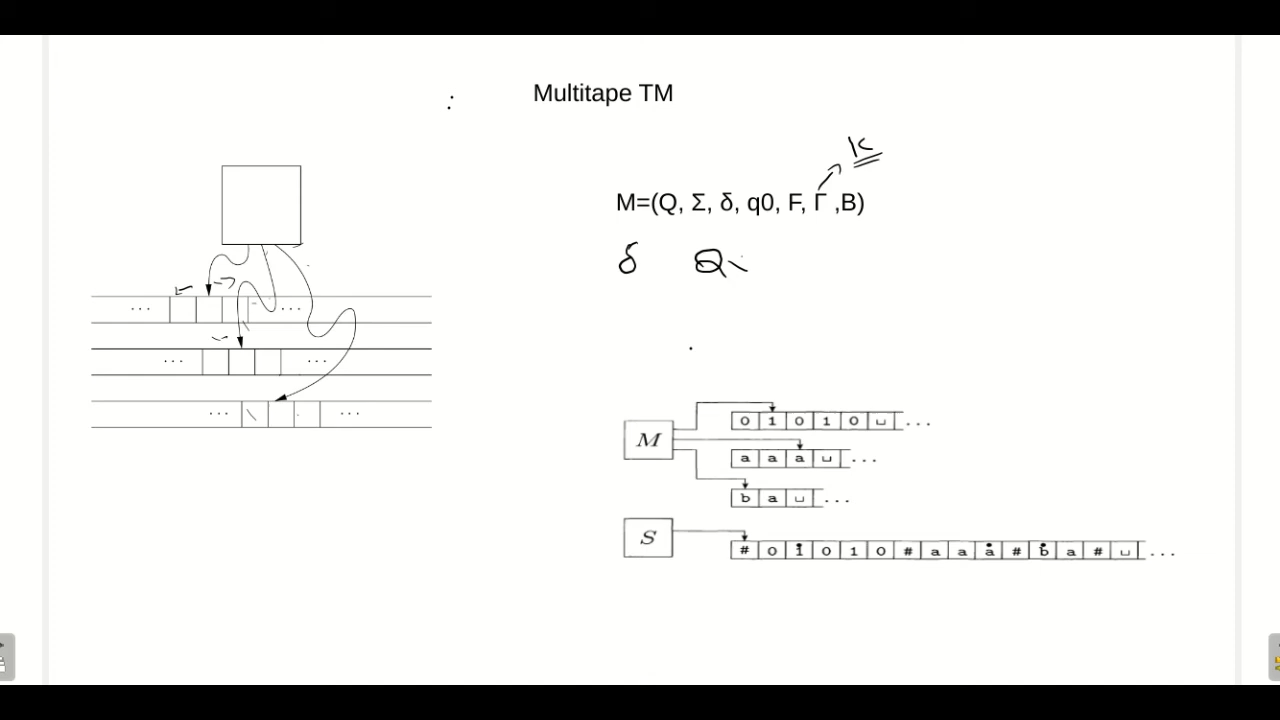 : Multitape TM
K
M=(Q, Σ, δ, q0, F, Γ ,B)
δ Q
... ...
... ...
... ...
M
0 1 0 1 0 ␣ ...
a a a ␣ ...
b a ␣ ...
S
# 0 1̇ 0 1 0 # a a ȧ # ḃ a # ␣ ...